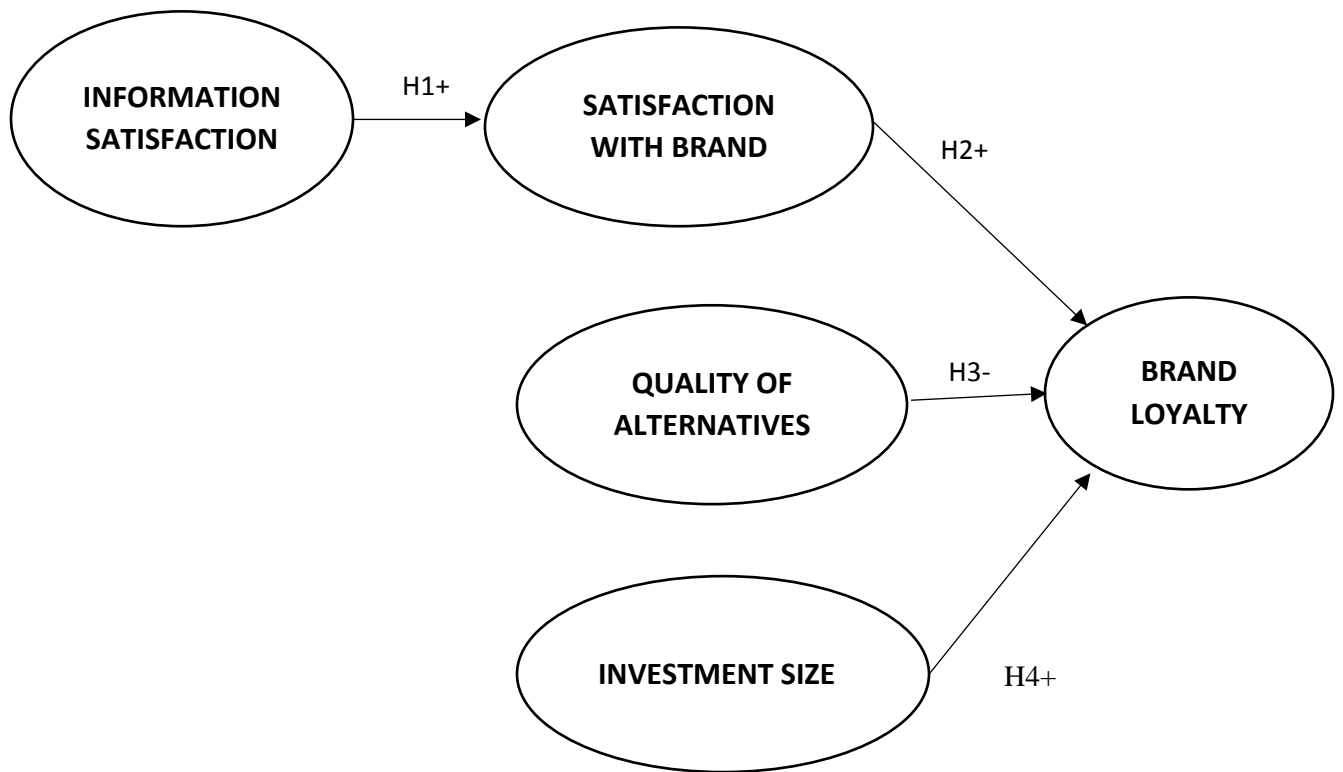 INFORMATION
SATISFACTION
H1+
SATISFACTION
WITH BRAND
H2+
QUALITY OF
ALTERNATIVES
H3-
BRAND
LOYALTY
INVESTMENT SIZE
H4+